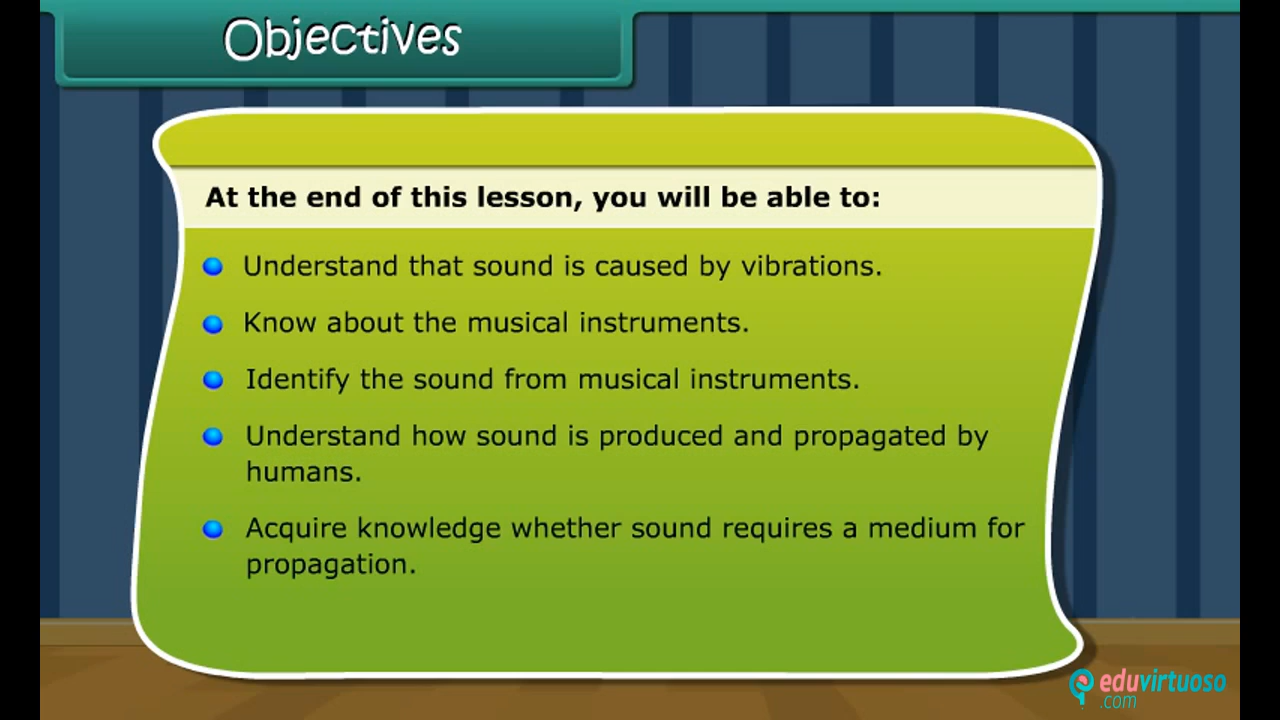 Objectives
At the end of this lesson, you will be able to:
Understand that sound is caused by vibrations.
Know about the musical instruments.
Identify the sound from musical instruments.
Understand how sound is produced and propagated by
humans.
Acquire knowledge whether sound requires a medium for
propagation.
eduvirtuoso
.com